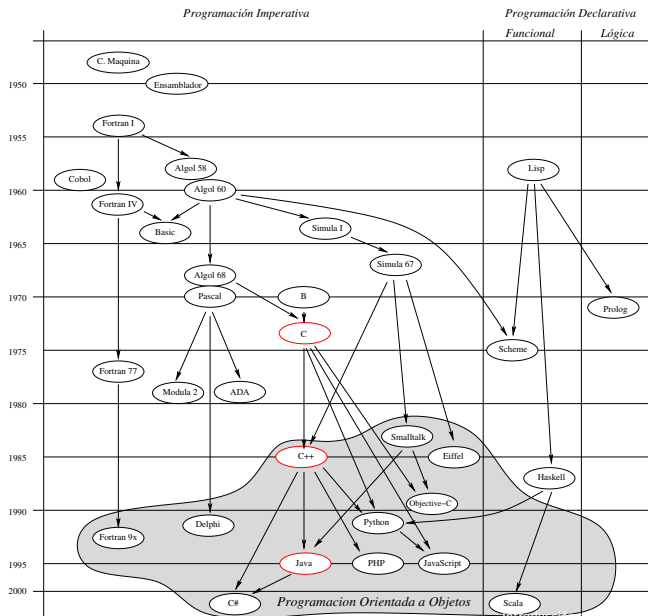 Programación Imperativa
Programación Declarativa
Funcional
Lógica
C. Maquina
1950
Ensamblador
Fortran I
1955
Algol 58
Lisp
Cobol
1960
Algol 60
Fortran IV
Basic
Simula I
1965
Simula 67
Algol 68
1970
Pascal
B
Prolog
C
1975
Scheme
Fortran 77
Modula 2
ADA
1980
Smalltalk
1985
C++
Eiffel
Haskell
Objective-C
1990
Delphi
Python
Fortran 9x
1995
Java
PHP
JavaScript
2000
C#
Programacion Orientada a Objetos
Scala